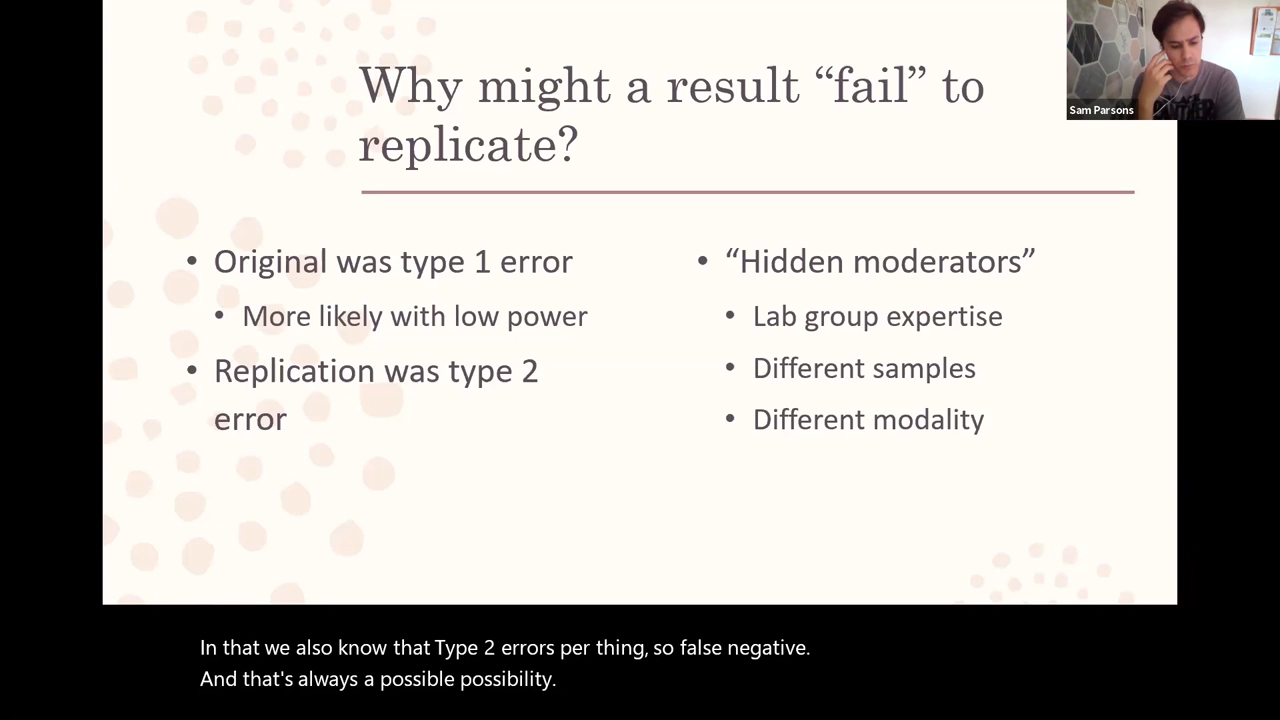 Why might a result “fail” to
replicate?
Sam Parsons
• Original was type 1 error
• More likely with low power
• Replication was type 2
error
• “Hidden moderators”
• Lab group expertise
• Different samples
• Different modality
In that we also know that Type 2 errors per thing, so false negative.
And that's always a possible possibility.